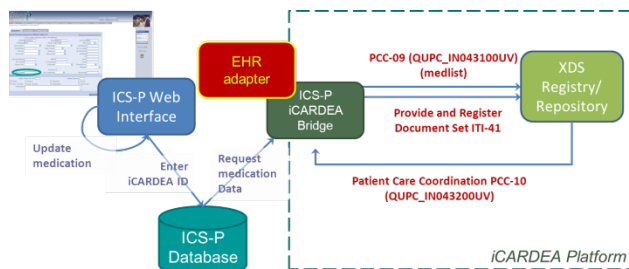 EHR
adapter
PCC-09 (QUPC_IN043100UV)
(medlist)
XDS
Registry/
Repository
ICS-P Web
Interface
ICS-P
iCARDEA
Bridge
Provide and Register
Document Set ITI-41
Update
medication
Enter
iCARDEA ID
Request
medication
Data
Patient Care Coordination PCC-10
(QUPC_IN043200UV)
ICS-P
Database
iCARDEA Platform